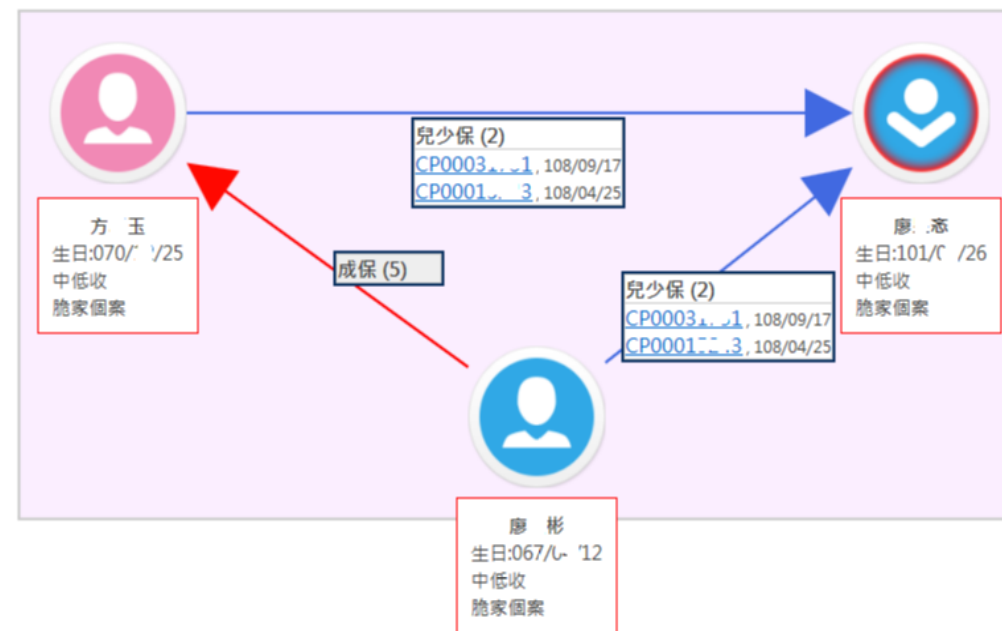 兒少保 (2)
, 108/09/17
, 108/04/25
方 玉
生日:070/ /25
中低收
脆家個案
成保 (5)
兒少保 (2)
, 108/09/17
, 108/04/25
廖
生日:101/ /26
中低收
脆家個案
廖 彬
生日:067/ 12
中低收
脆家個案